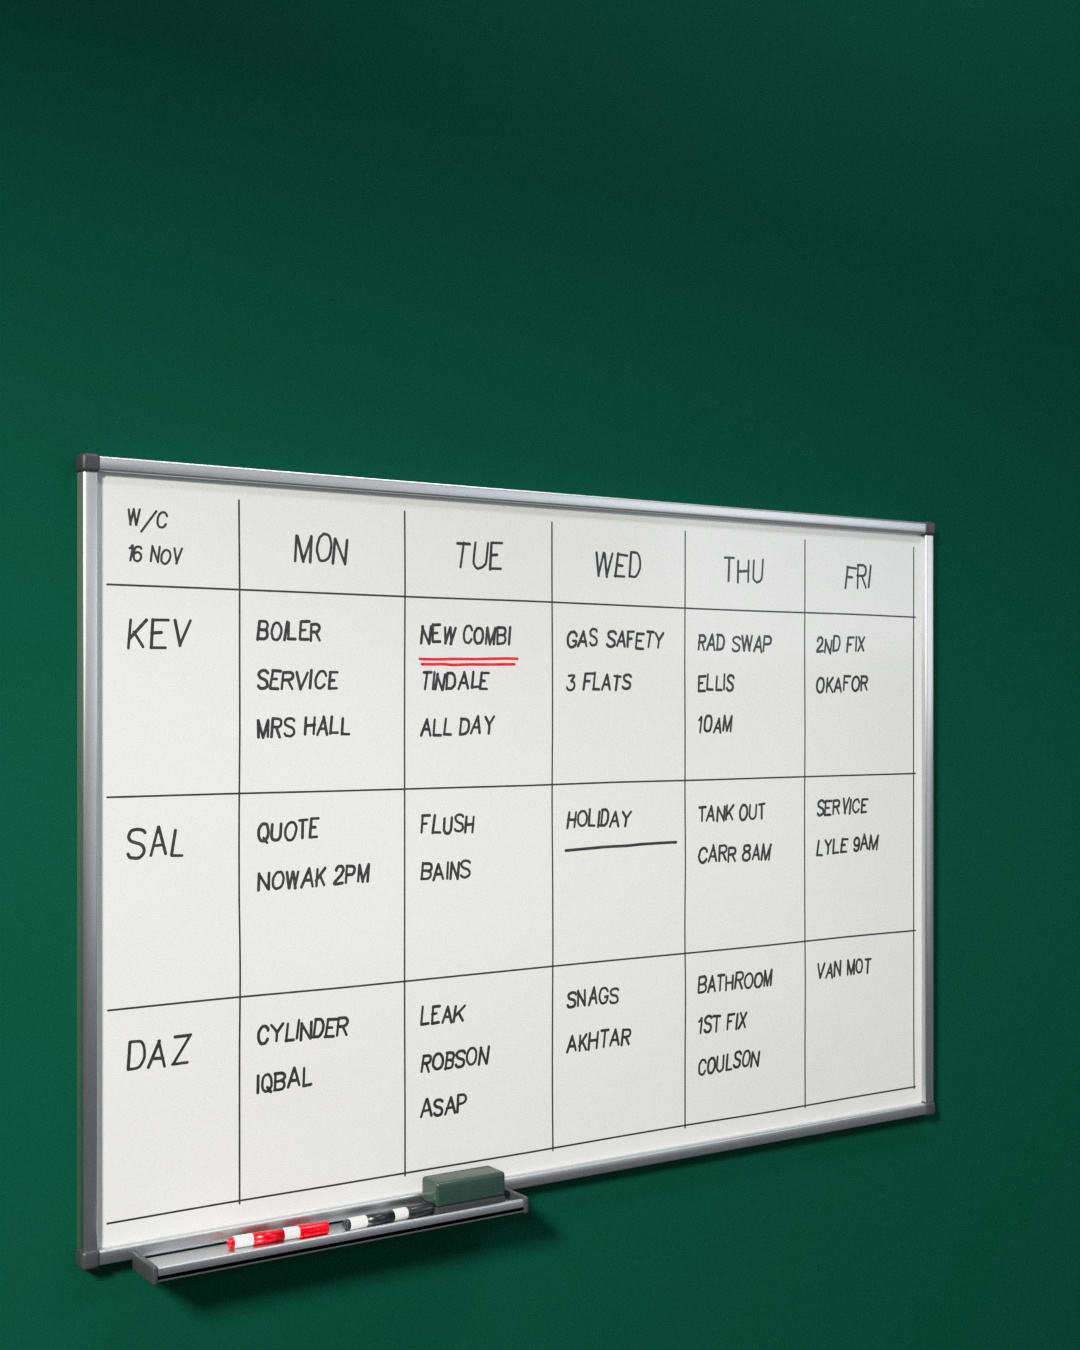 W/C
16 NOV
MON
TUE
WED
THU
FRI
KEV
BOILER
SERVICE
MRS HALL
NEW COMBI
TINDALE
ALL DAY
GAS SAFETY
3 FLATS
RAD SWAP
ELLIS
10AM
2ND FIX
OKAFOR
SAL
QUOTE
NOWAK 2PM
FLUSH
BAINS
HOLIDAY
TANK OUT
CARR 8AM
SERVICE
LYLE 9AM
DAZ
CYLINDER
IQBAL
LEAK
ROBSON
ASAP
SNAGS
AKHTAR
BATHROOM
1ST FIX
COULSON
VAN MOT